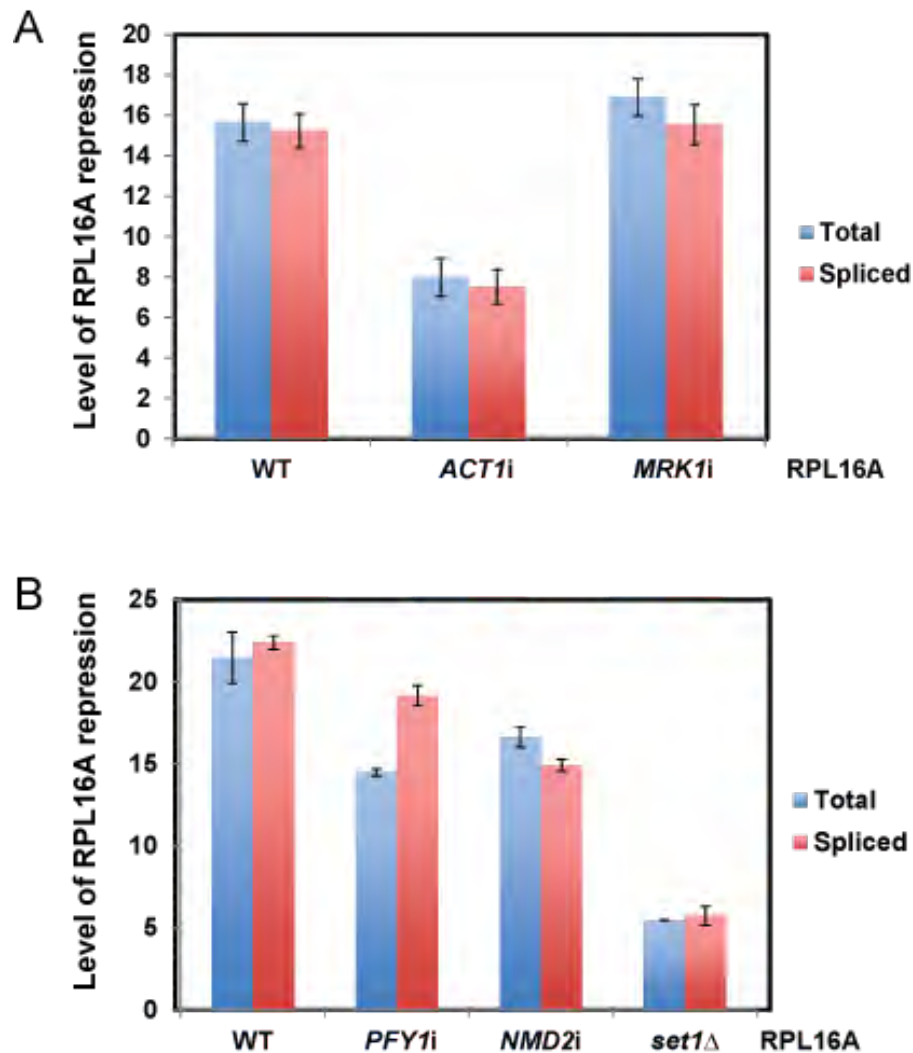 A
Level of RPL16A repression
20
18
16
14
12
10
8
6
4
2
0
Total
Spliced
WT ACT1i MRK1i RPL16A
B
Level of RPL16A repression
25
20
15
10
5
0
Total
Spliced
WT PFY1i NMD2i set1Δ RPL16A